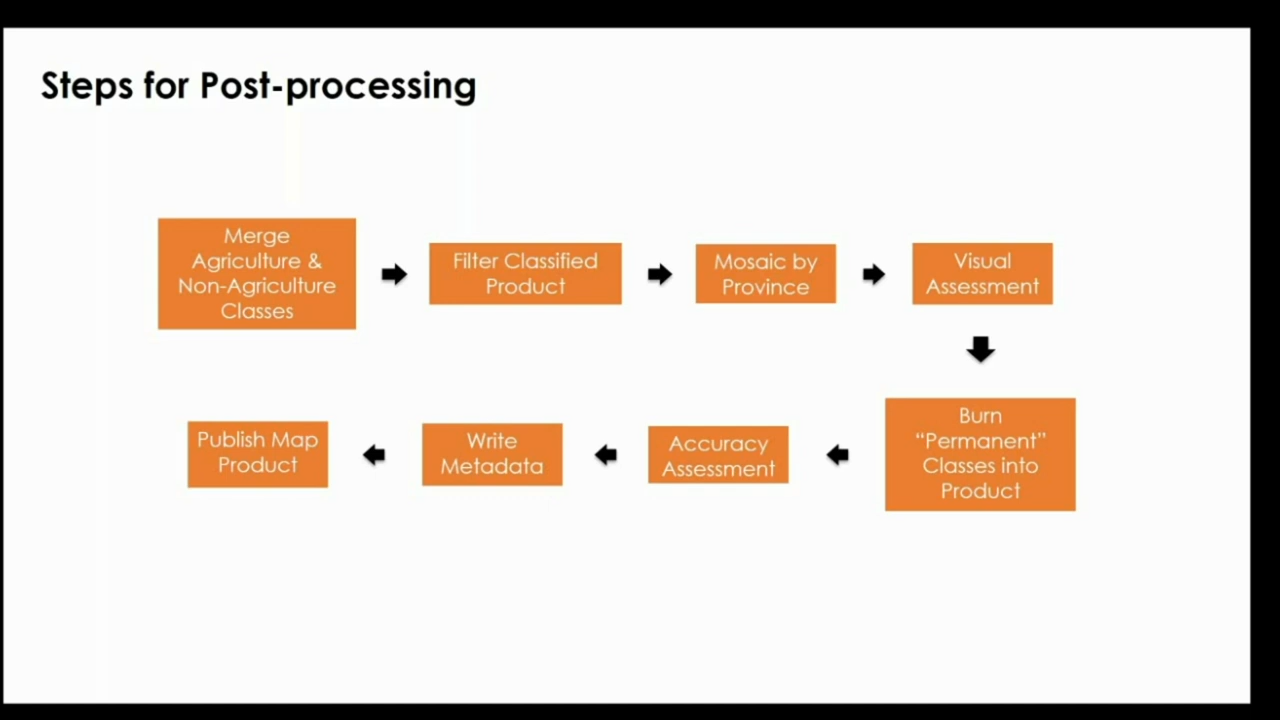 Steps for Post-processing
Merge
Agriculture &
Non-Agriculture
Classes
Filter Classified
Product
Mosaic by
Province
Visual
Assessment
Burn
“Permanent”
Classes into
Product
Accuracy
Assessment
Write
Metadata
Publish Map
Product